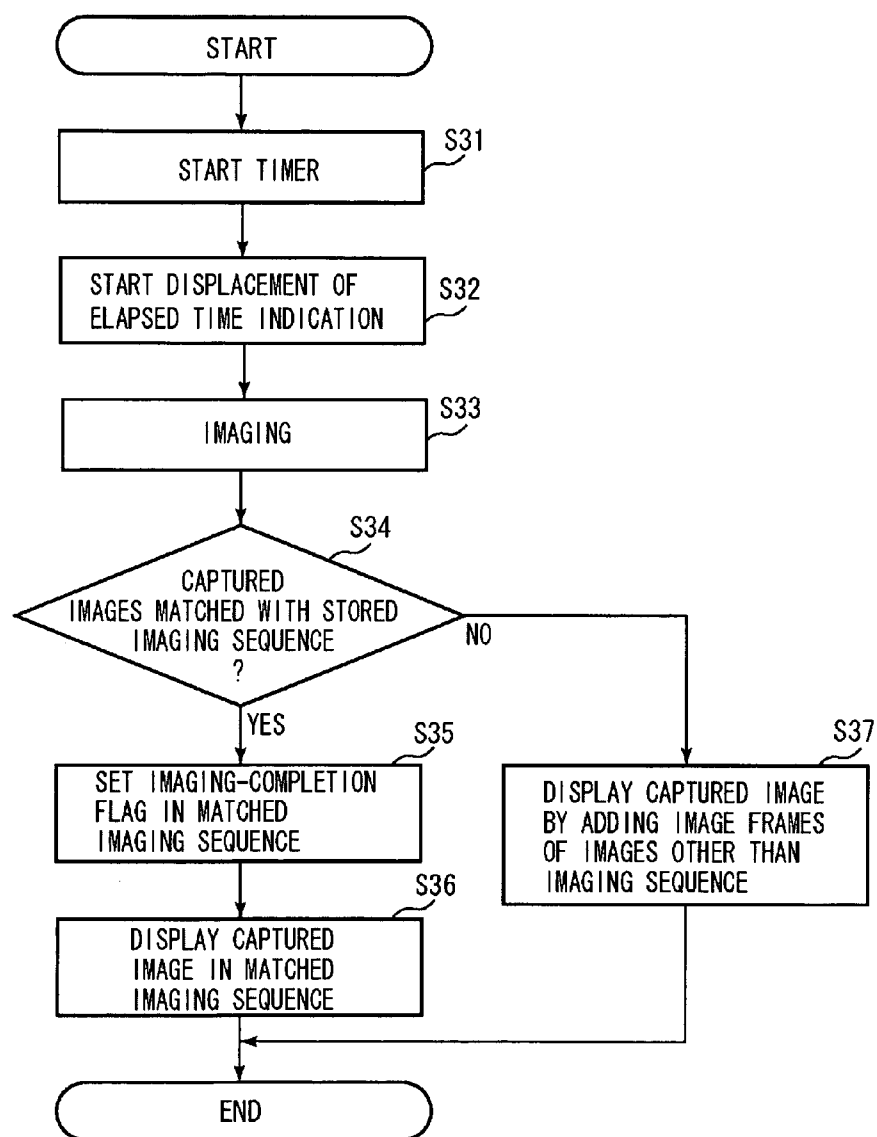 START
S31
START TIMER
S32
START DISPLACEMENT OF
ELAPSED TIME INDICATION
S33
IMAGING
S34
CAPTURED
IMAGES MATCHED WITH STORED
IMAGING SEQUENCE
?
NO
YES
S35
SET IMAGING-COMPLETION
FLAG IN MATCHED
IMAGING SEQUENCE
S37
DISPLAY CAPTURED IMAGE
BY ADDING IMAGE FRAMES
OF IMAGES OTHER THAN
IMAGING SEQUENCE
S36
DISPLAY CAPTURED
IMAGE IN MATCHED
IMAGING SEQUENCE
END